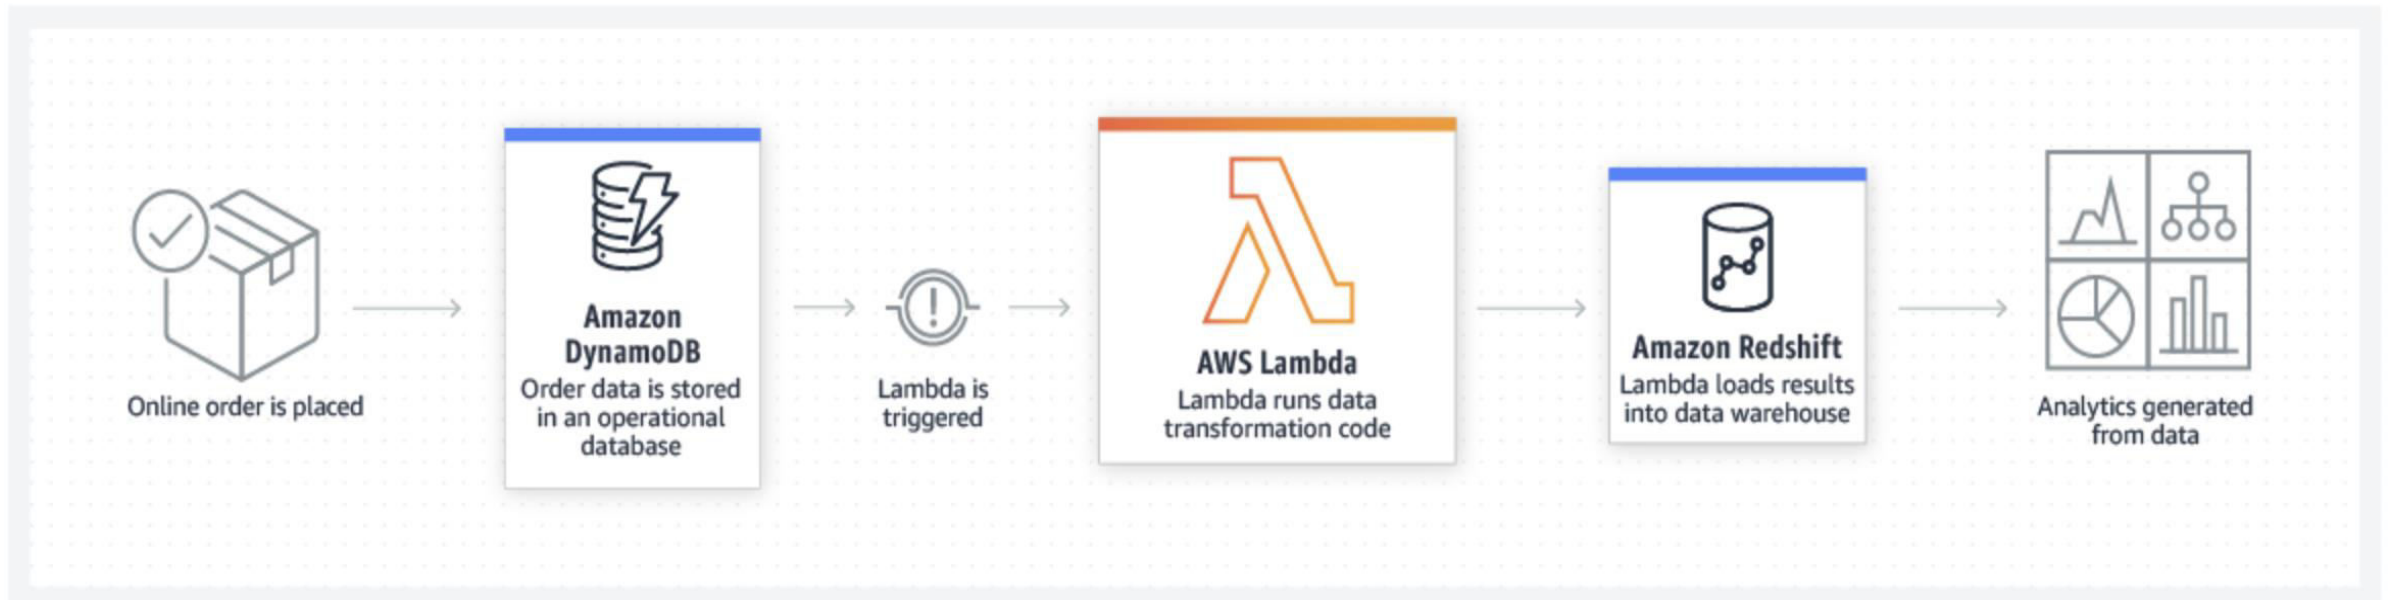 Online order is placed
Amazon
DynamoDB
Order data is stored
in an operational
database
Lambda is
triggered
AWS Lambda
Lambda runs data
transformation code
Amazon Redshift
Lambda loads results
into data warehouse
Analytics generated
from data